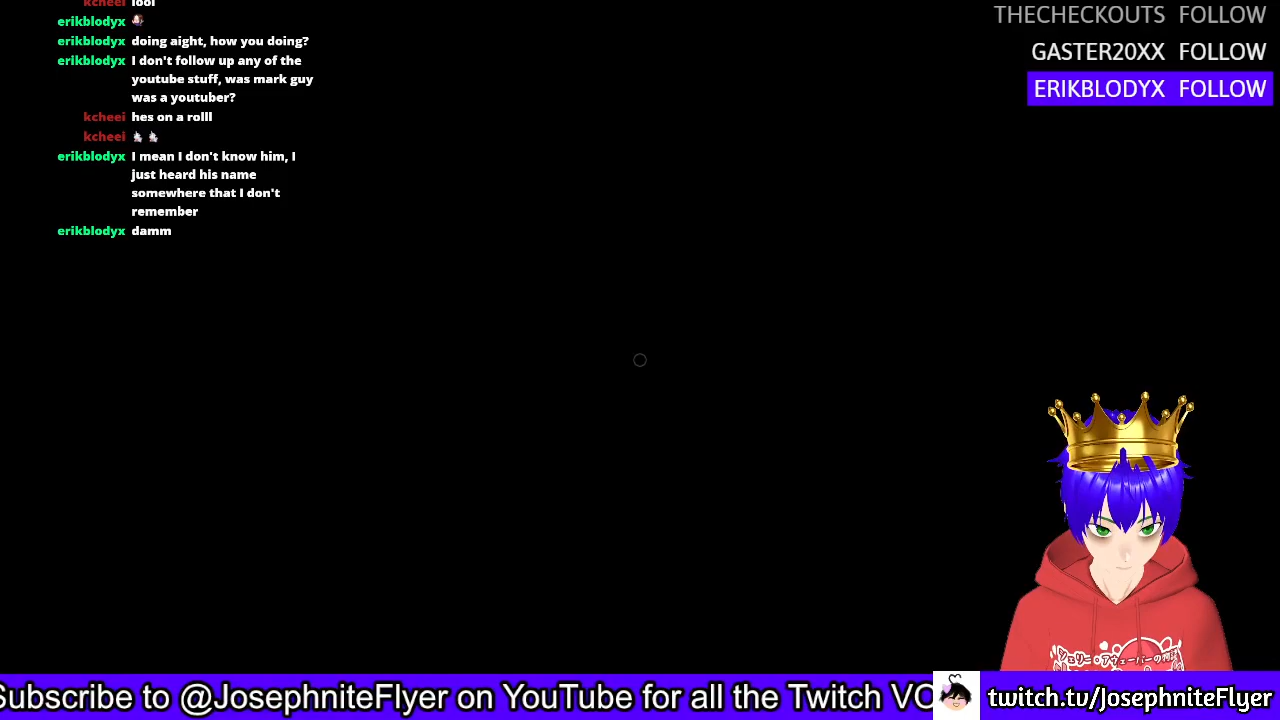 kcheei lool
erikblodyx
erikblodyx doing aight, how you doing?
erikblodyx I don't follow up any of the
youtube stuff, was mark guy
was a youtuber?
kcheei hes on a rolll
kcheei
erikblodyx I mean I don't know him, I
just heard his name
somewhere that I don't
remember
erikblodyx damm
THECHECKOUTS FOLLOW
GASTER20XX FOLLOW
ERIKBLODYX FOLLOW
Subscribe to @JosephniteFlyer on YouTube for all the Twitch VO
twitch.tv/JosephniteFlyer